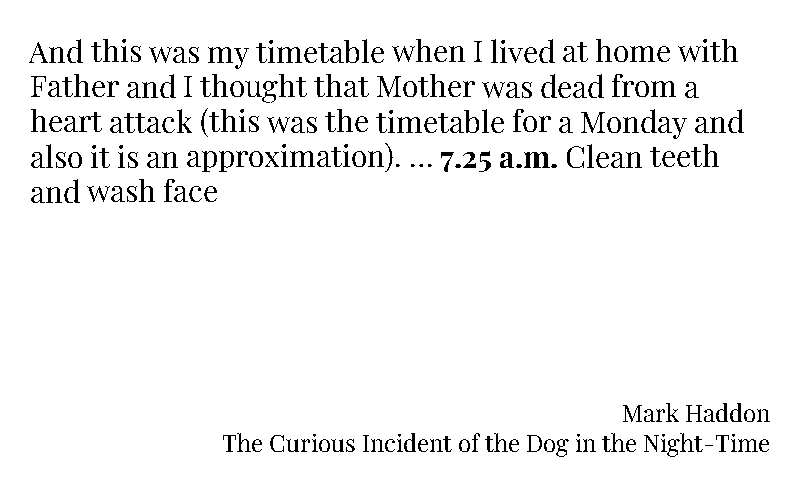 And this was my timetable when I lived at home with
Father and I thought that Mother was dead from a
heart attack (this was the timetable for a Monday and
also it is an approximation). ... 7.25 a.m. Clean teeth
and wash face
Mark Haddon
The Curious Incident of the Dog in the Night-Time